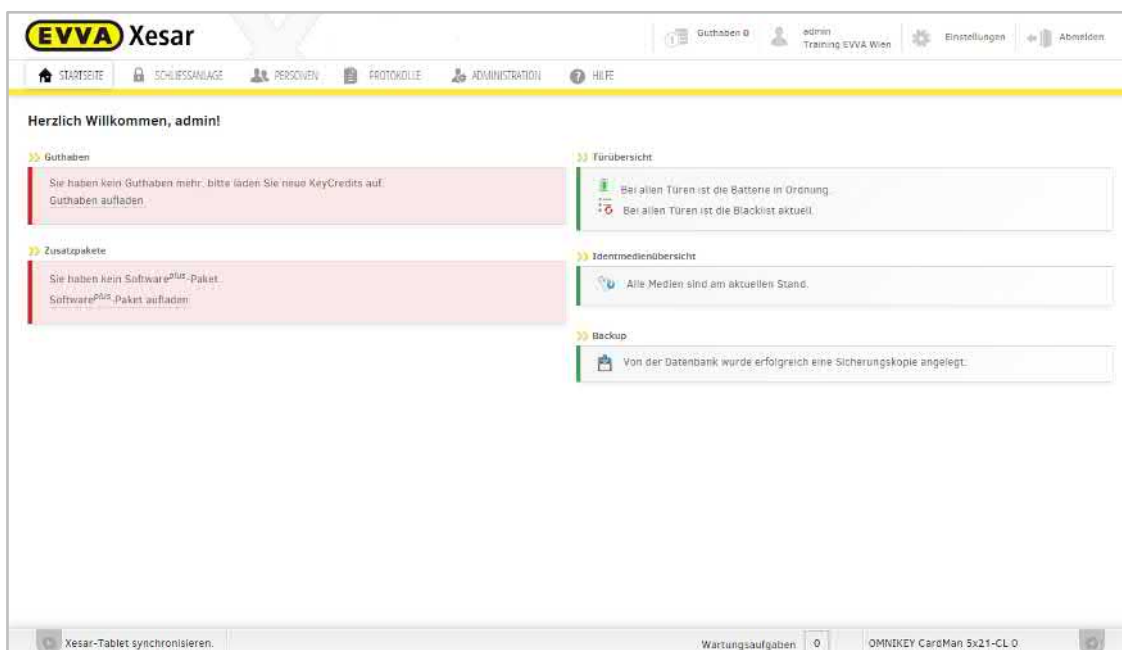 EVVA Xesar
Guthaben 0
admin
Training EVVA Wien
Einstellungen
Abmelden
STARTSEITE SCHLIESSANLAGE PERSONEN PROTOKOLLE ADMINISTRATION HILFE
Herzlich Willkommen, admin!
Guthaben
Sie haben kein Guthaben mehr, bitte laden Sie neue KeyCredits auf.
Guthaben aufladen
Zusatzpakete
Sie haben kein Softwareplus-Paket.
Softwareplus-Paket aufladen
Türübersicht
Bei allen Türen ist die Batterie in Ordnung.
Bei allen Türen ist die Blacklist aktuell.
Identmedienübersicht
Alle Medien sind am aktuellen Stand.
Backup
Von der Datenbank wurde erfolgreich eine Sicherungskopie angelegt.
Xesar-Tablet synchronisieren.
Wartungsaufgaben 0
OMNIKEY CardMan 5x21-CL 0